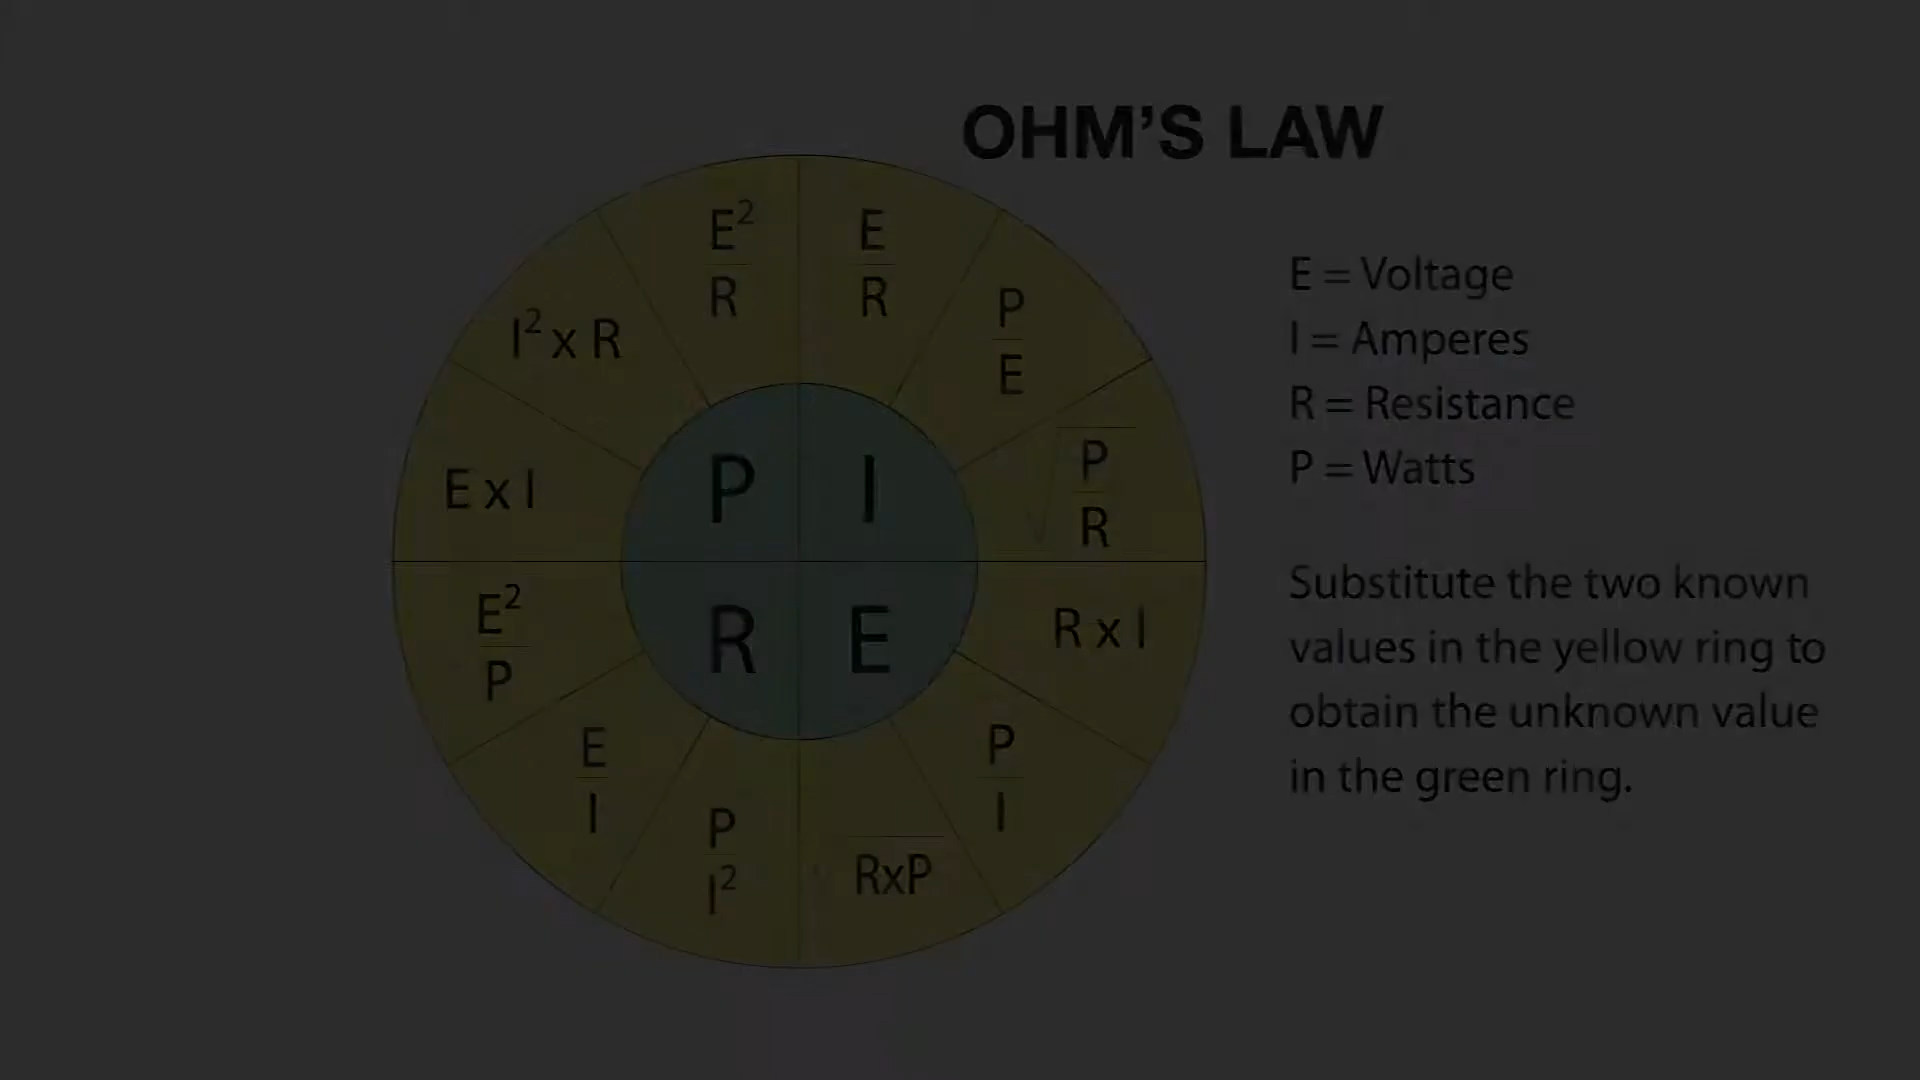 OHM'S LAW
E²
R
E
R
I² x R
P
E
E x I
P
I
√P
R
E²
P
R
E
R x I
E
I
P
I²
√RxP
P
I
E = Voltage
I = Amperes
R = Resistance
P = Watts
Substitute the two known
values in the yellow ring to
obtain the unknown value
in the green ring.